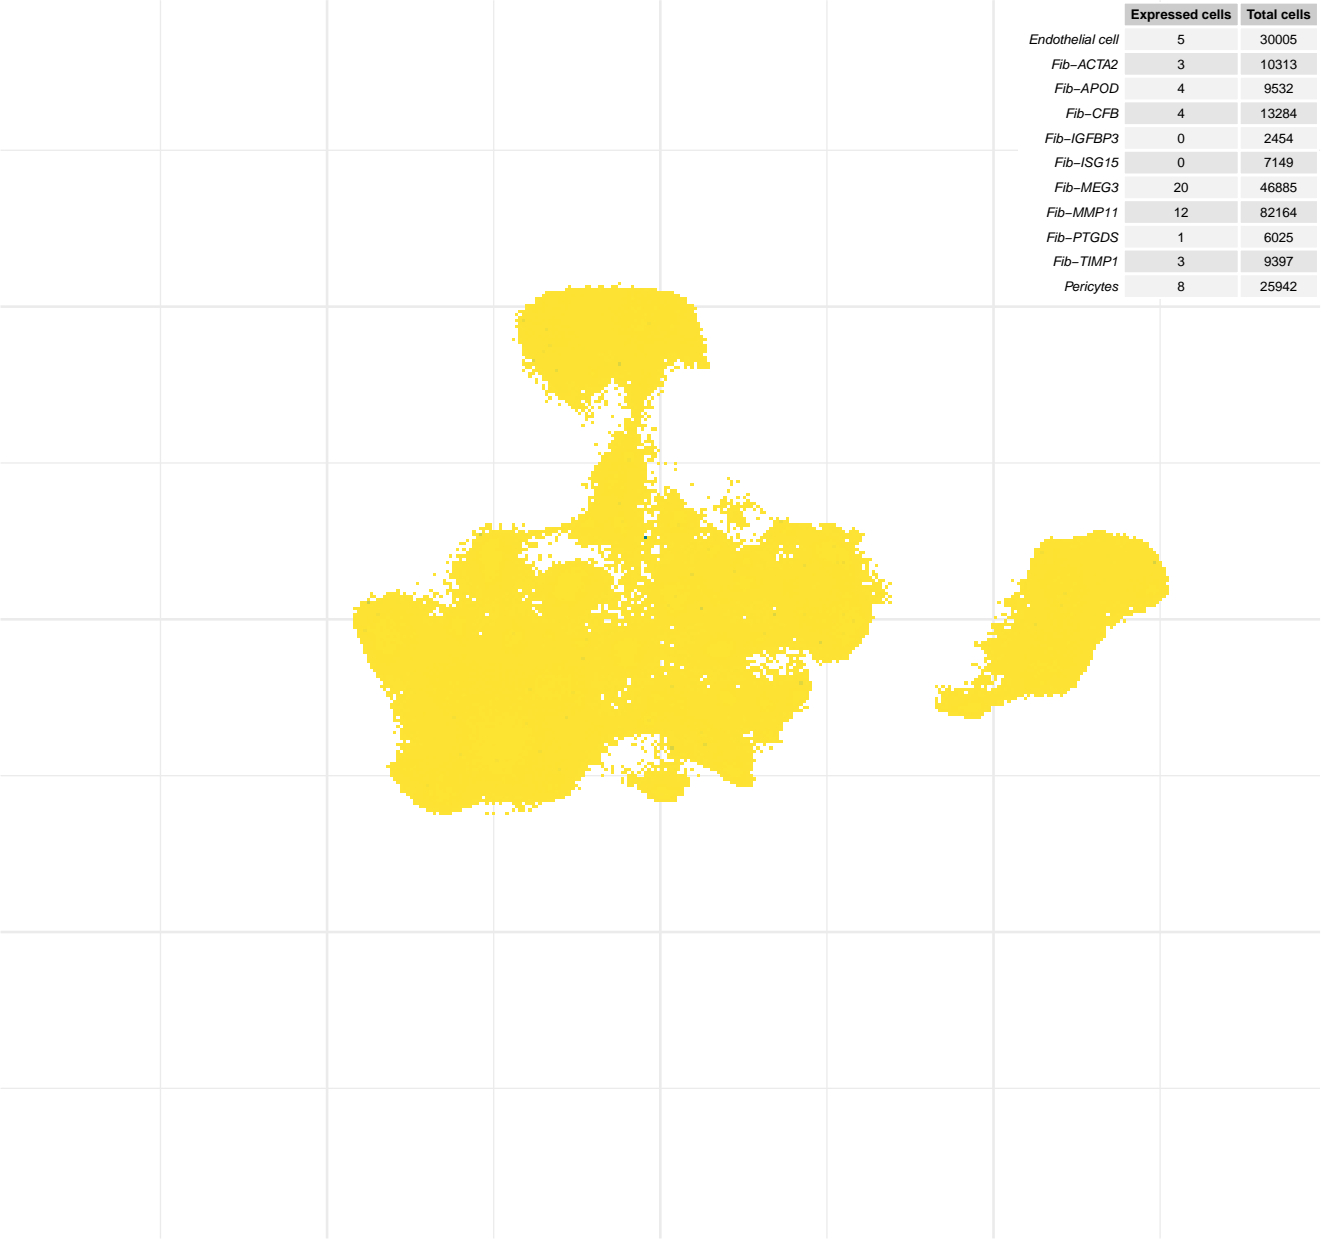 Expressed cells Total cells
Endothelial cell 5 30005
Fib−ACTA2 3 10313
Fib−APOD 4 9532
Fib−CFB 4 13284
Fib−IGFBP3 0 2454
Fib−ISG15 0 7149
Fib−MEG3 20 46885
Fib−MMP11 12 82164
Fib−PTGDS 1 6025
Fib−TIMP1 3 9397
Pericytes 8 25942